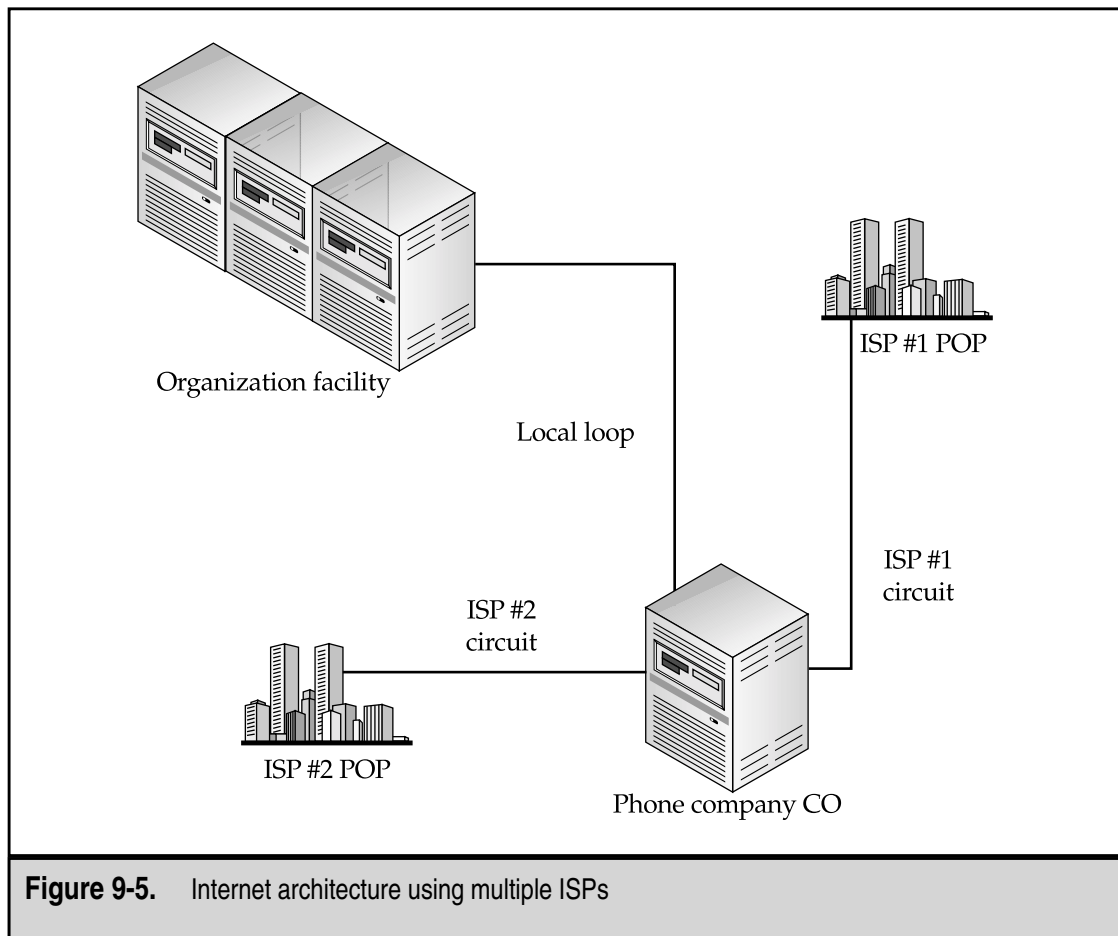 Organization facility
ISP #1 POP
Local loop
ISP #1
circuit
ISP #2
circuit
ISP #2 POP
Phone company CO
Figure 9-5. Internet architecture using multiple ISPs